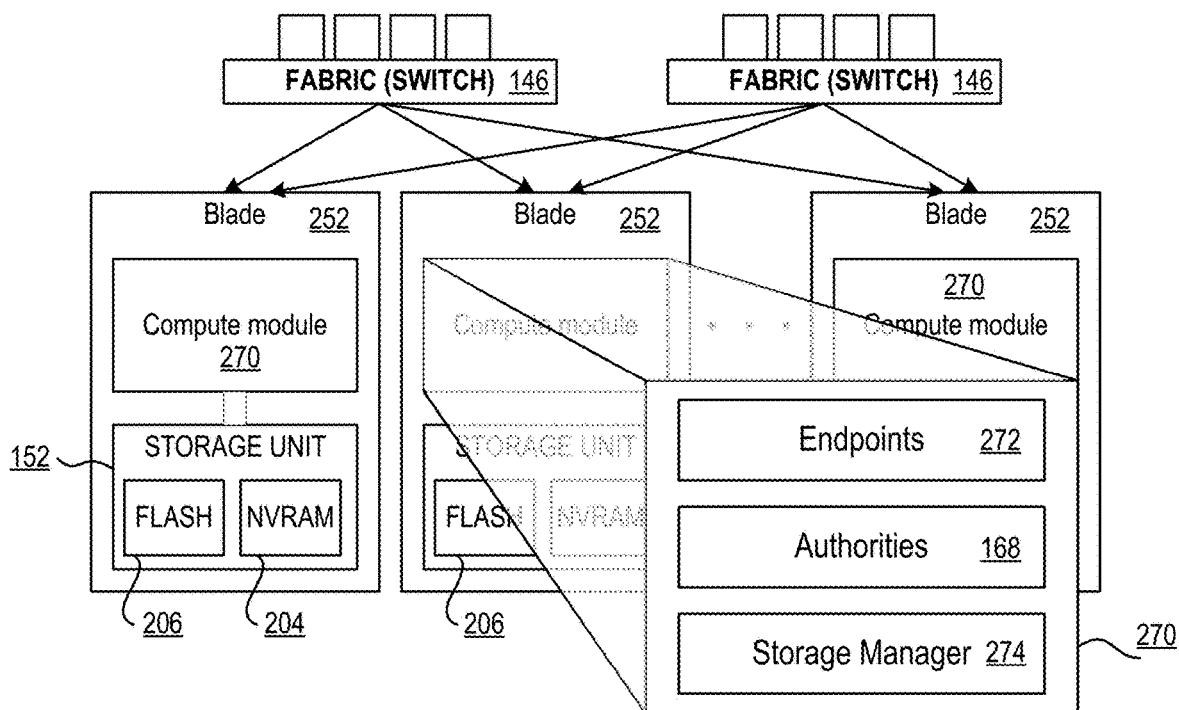 FABRIC (SWITCH) 146
FABRIC (SWITCH) 146
Blade 252
Blade 252
Blade 252
Compute module
270
Compute module
. . .
270
Compute module
152
STORAGE UNIT
FLASH
NVRAM
STORAGE UNIT
FLASH
NVRAM
206
204
206
Endpoints 272
Authorities 168
Storage Manager 274
270